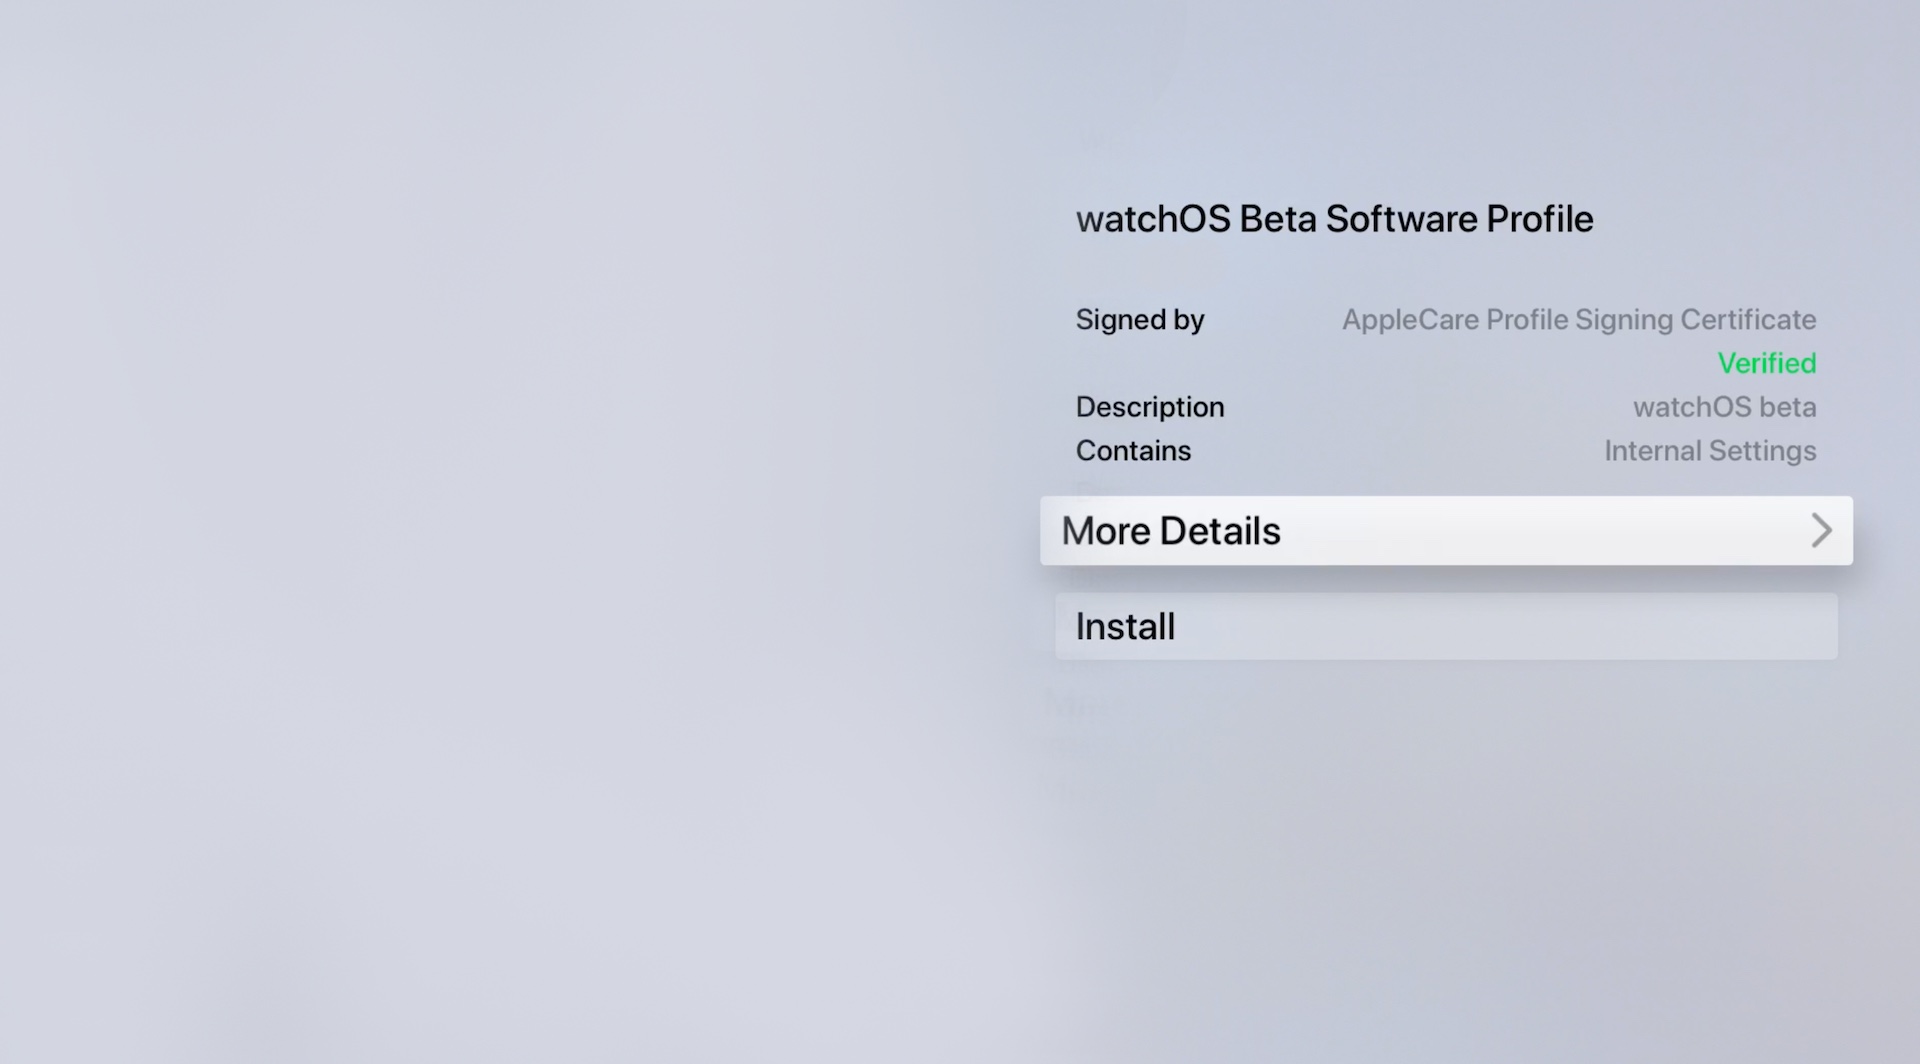 watchOS Beta Software Profile
Signed by AppleCare Profile Signing Certificate
Verified
Description watchOS beta
Contains Internal Settings
More Details
Install